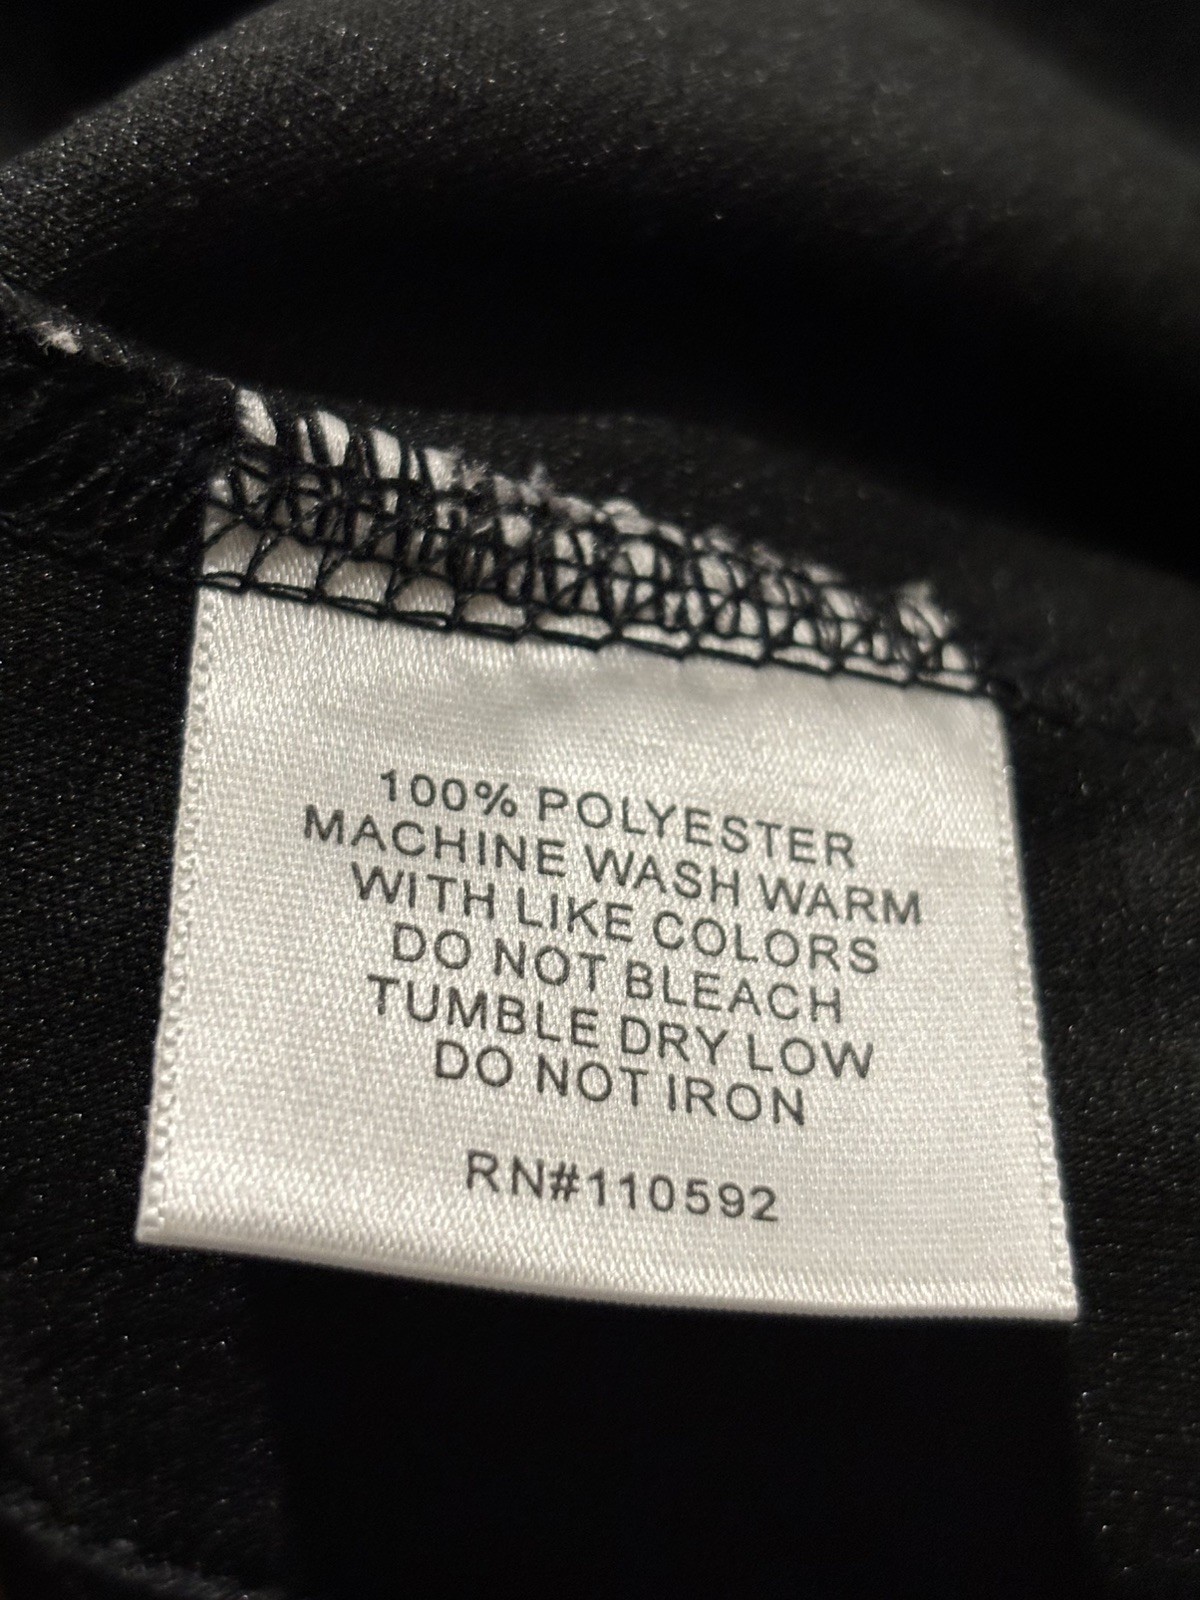 100% POLYESTER
MACHINE WASH WARM
WITH LIKE COLORS
DO NOT BLEACH
TUMBLE DRY LOW
DO NOT IRON
RN#110592